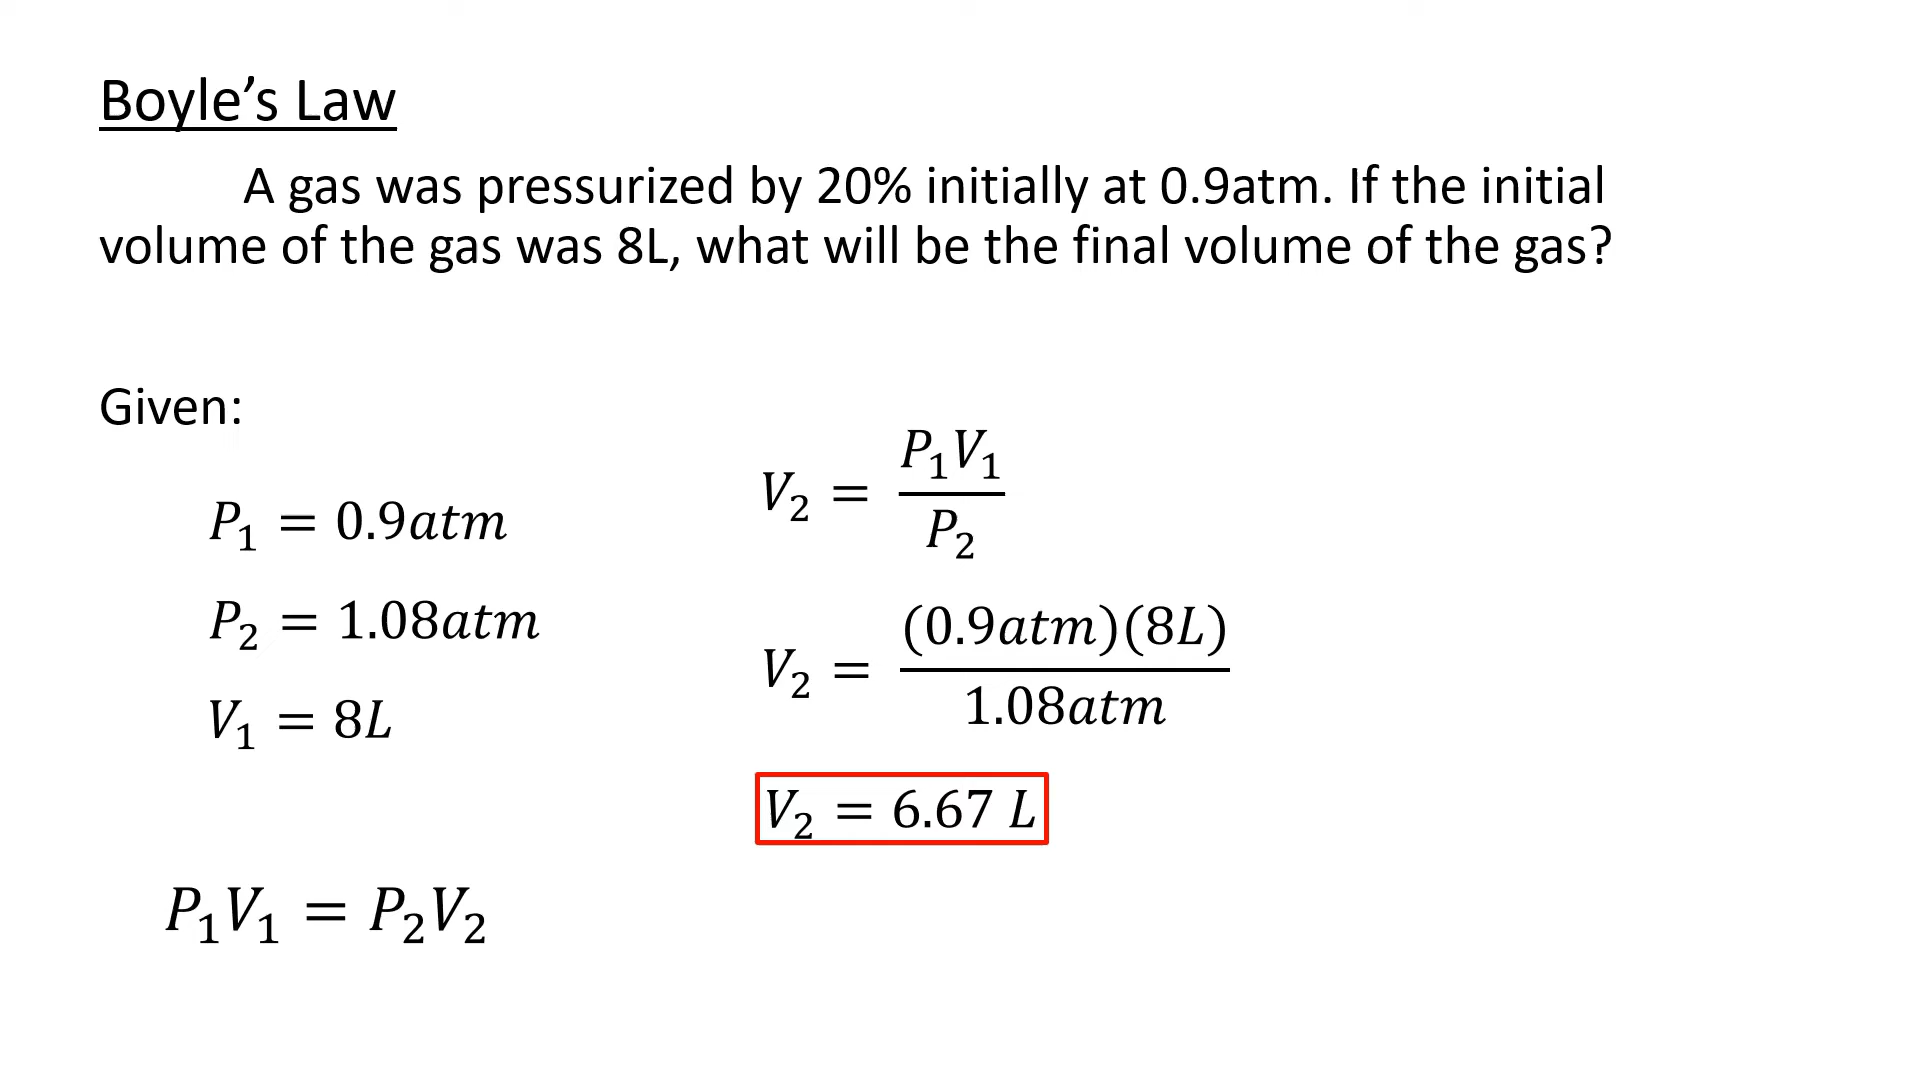 Boyle’s Law
A gas was pressurized by 20% initially at 0.9atm. If the initial
volume of the gas was 8L, what will be the final volume of the gas?
Given:
P₁ = 0.9atm
P₂ = 1.08atm
V₁ = 8L
P₁V₁ = P₂V₂
V₂ = P₁V₁ / P₂
V₂ = (0.9atm)(8L) / 1.08atm
V₂ = 6.67 L